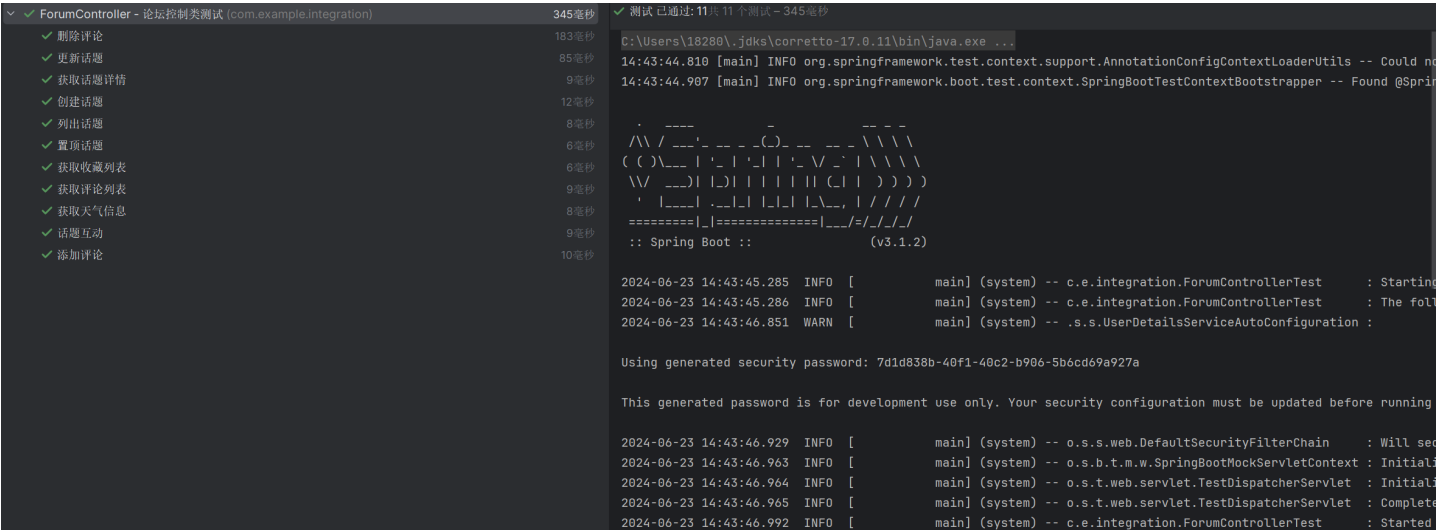 ForumController - 论坛控制类测试 (com.example.integration) 345毫秒
删除评论 183毫秒
更新话题 85毫秒
获取话题详情 9毫秒
创建话题 12毫秒
列出话题 8毫秒
置顶话题 6毫秒
获取收藏列表 6毫秒
获取评论列表 9毫秒
获取天气信息 8毫秒
话题互动 9毫秒
添加评论 10毫秒
测试 已通过: 11共 11 个测试 – 345毫秒
C:\Users\18280\.jdks\corretto-17.0.11\bin\java.exe ...
14:43:44.810 [main] INFO org.springframework.test.context.support.AnnotationConfigContextLoaderUtils -- Could no
14:43:44.907 [main] INFO org.springframework.boot.test.context.SpringBootTestContextBootstrapper -- Found @Sprin
:: Spring Boot :: (v3.1.2)
2024-06-23 14:43:45.285 INFO [ main] (system) -- c.e.integration.ForumControllerTest : Starting
2024-06-23 14:43:45.286 INFO [ main] (system) -- c.e.integration.ForumControllerTest : The foll
2024-06-23 14:43:46.851 WARN [ main] (system) -- .s.s.UserDetailsServiceAutoConfiguration :
Using generated security password: 7d1d838b-40f1-40c2-b906-5b6cd69a927a
This generated password is for development use only. Your security configuration must be updated before running
2024-06-23 14:43:46.929 INFO [ main] (system) -- o.s.s.web.DefaultSecurityFilterChain : Will sec
2024-06-23 14:43:46.963 INFO [ main] (system) -- o.s.b.t.m.w.SpringBootMockServletContext : Initiali
2024-06-23 14:43:46.964 INFO [ main] (system) -- o.s.t.web.servlet.TestDispatcherServlet : Initiali
2024-06-23 14:43:46.965 INFO [ main] (system) -- o.s.t.web.servlet.TestDispatcherServlet : Complete
2024-06-23 14:43:46.992 INFO [ main] (system) -- c.e.integration.ForumControllerTest : Started